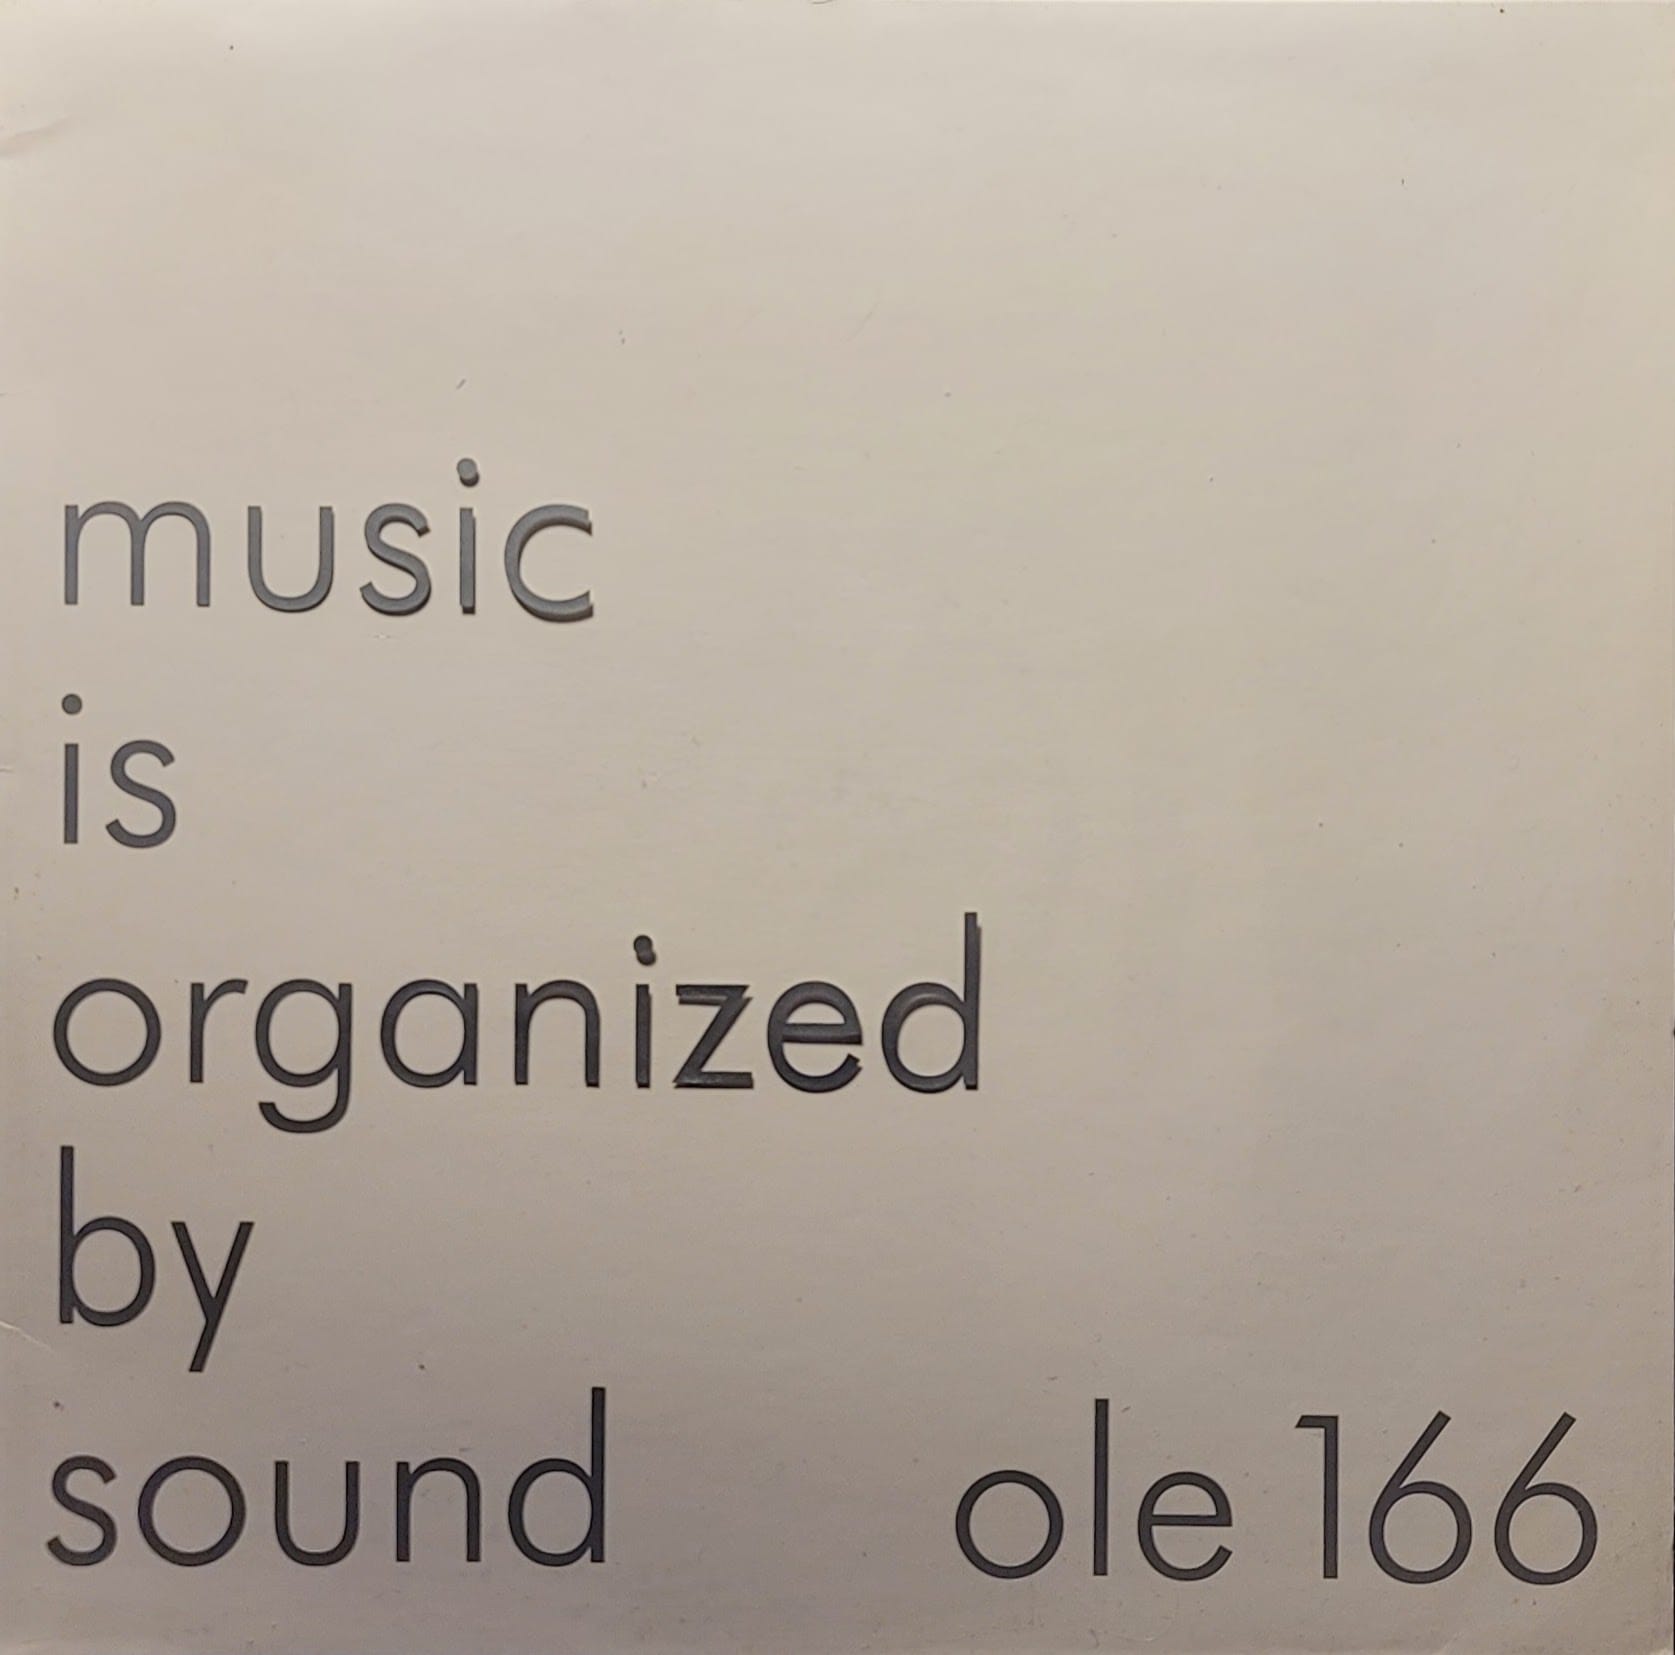 music
is
organized
by
sound
ole 166